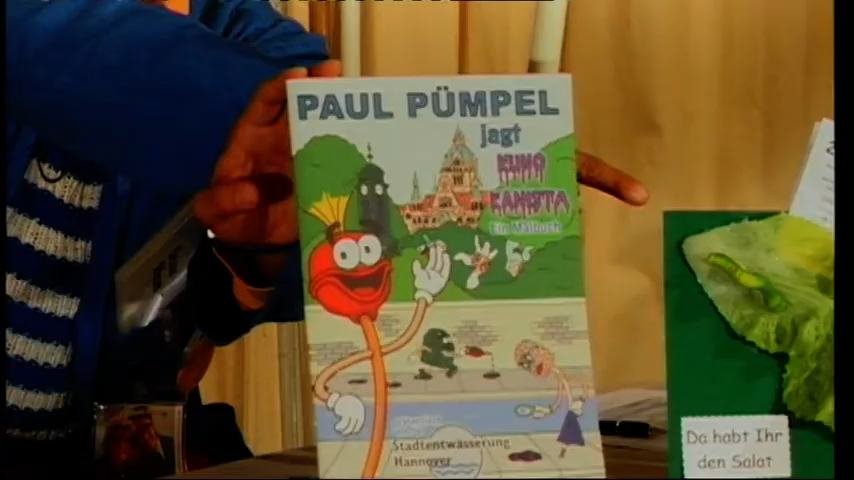 PAUL PÜMPEL
jagt
KUNO
KANISTA
Ein Malbuch
Stadtentwässerung
Hannover
Da habt Ihr
den Salat